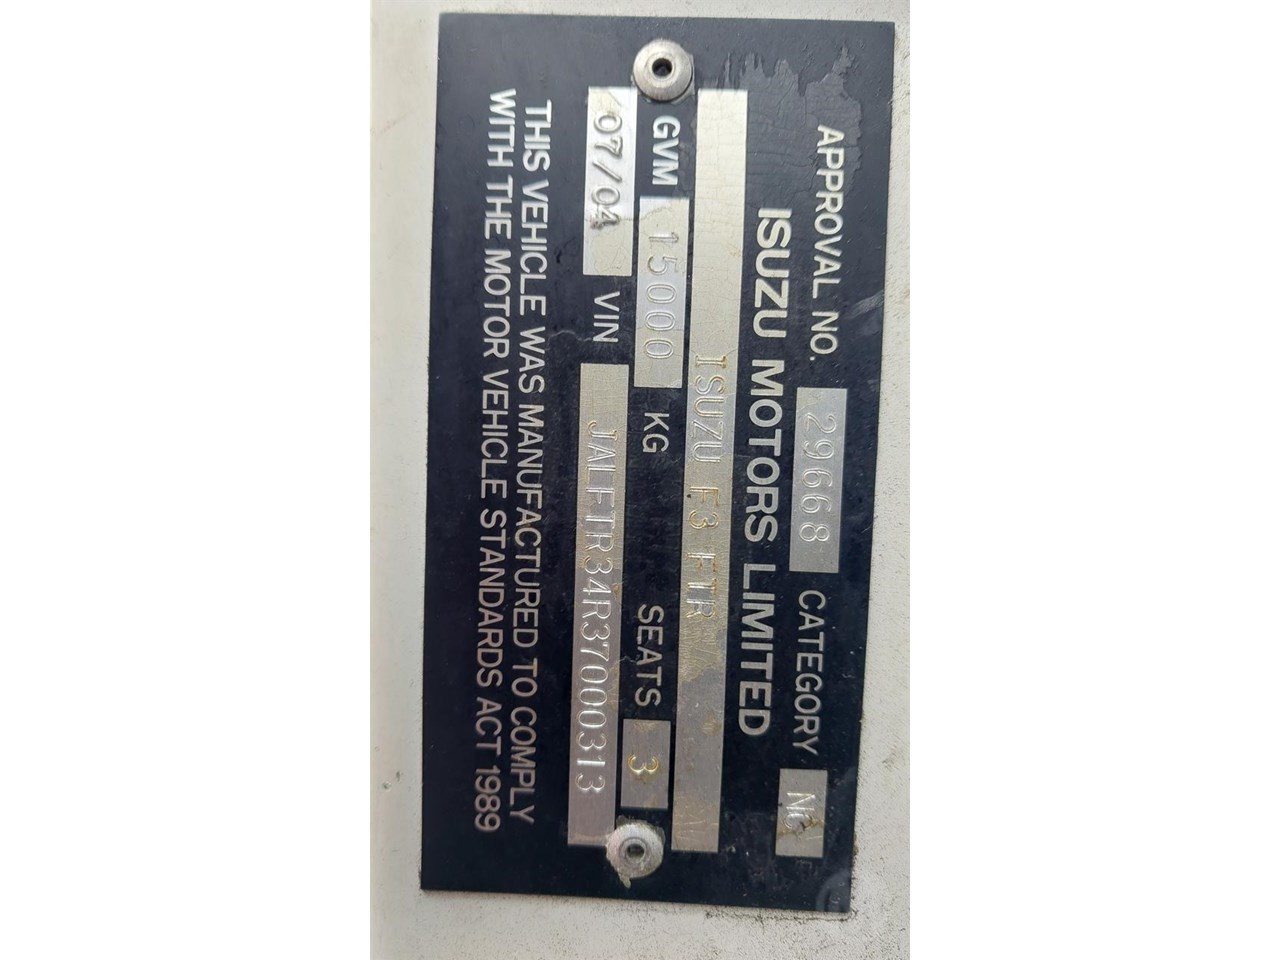 APPROVAL NO. 29668 CATEGORY NC
ISUZU MOTORS LIMITED
ISUZU F3 FTR
GVM 15000 KG SEATS 3
07/04 VIN JALFTR34R37000313
THIS VEHICLE WAS MANUFACTURED TO COMPLY
WITH THE MOTOR VEHICLE STANDARDS ACT 1989